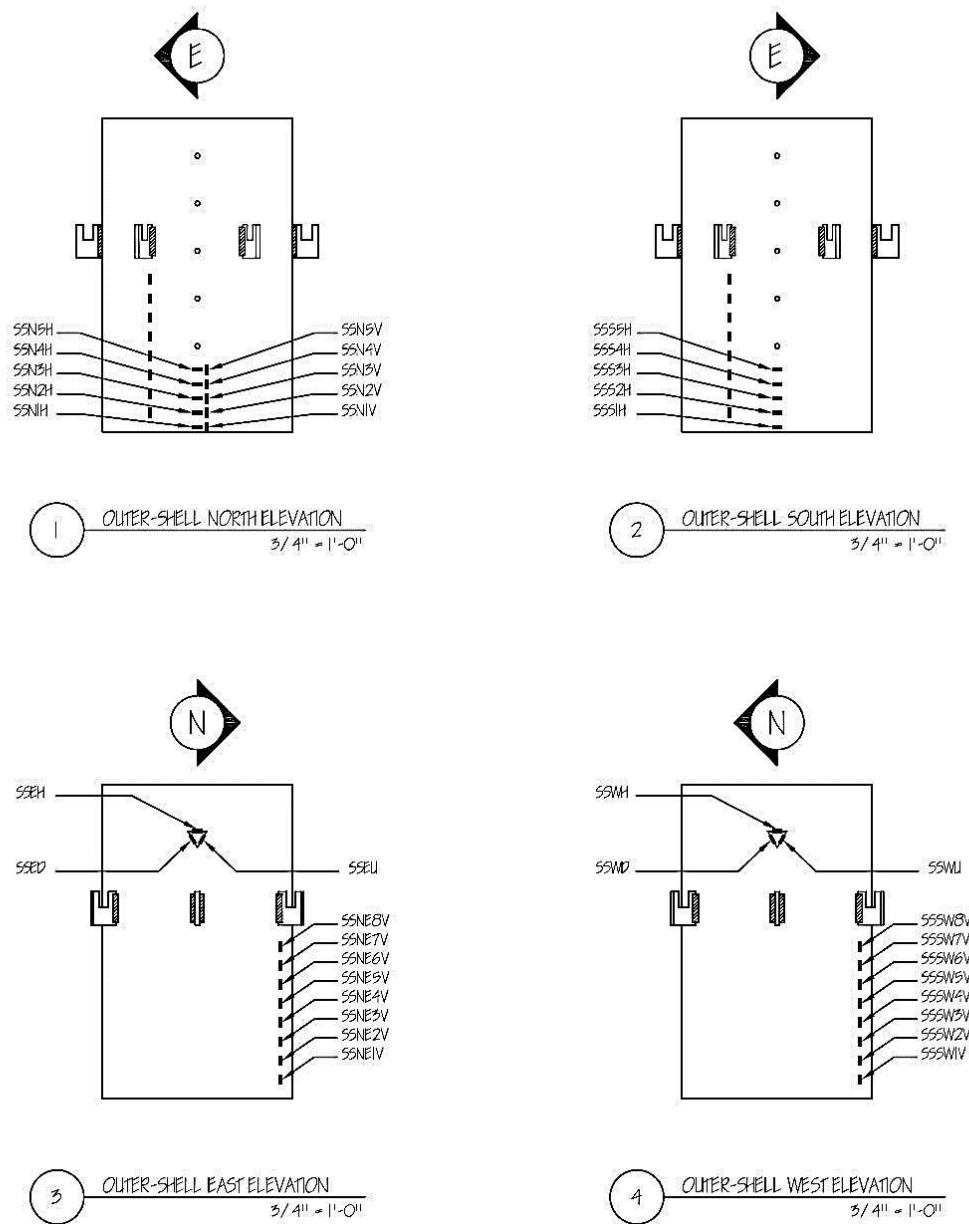 E
E
SSN5H SSN5V
SSN4H SSN4V
SSN3H SSN3V
SSN2H SSN2V
SSN1H SSN1V
SSS5H
SSS4H
SSS3H
SSS2H
SSS1H
1 OUTER-SHELL NORTH ELEVATION
3/4" = 1'-0"
2 OUTER-SHELL SOUTH ELEVATION
3/4" = 1'-0"
N
N
SSEH
SSED SSEU
SSNE8V
SSNE7V
SSNE6V
SSNE5V
SSNE4V
SSNE3V
SSNE2V
SSNE1V
SSWH
SSWD SSWU
SSSW8V
SSSW7V
SSSW6V
SSSW5V
SSSW4V
SSSW3V
SSSW2V
SSSW1V
3 OUTER-SHELL EAST ELEVATION
3/4" = 1'-0"
4 OUTER-SHELL WEST ELEVATION
3/4" = 1'-0"